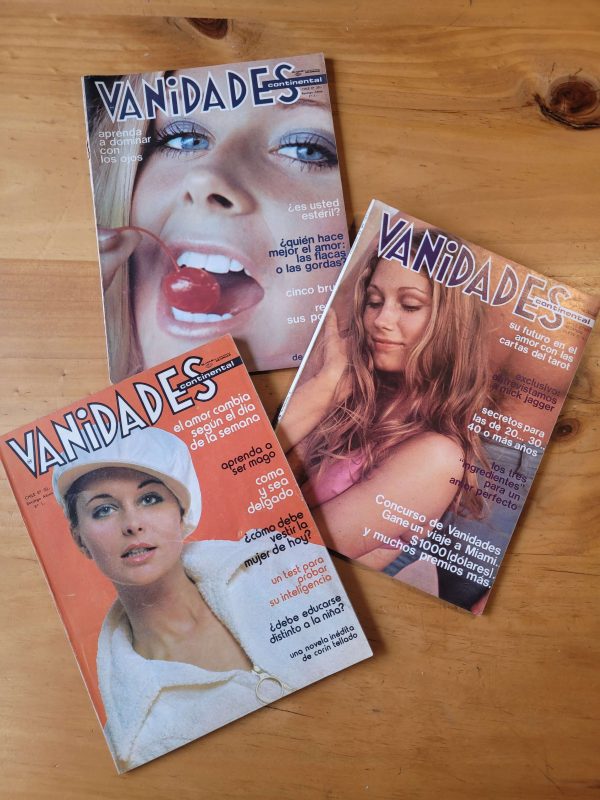 VANIDADES
continental
aprenda
a dominar
con
los ojos
¿es usted
estéril?
¿quién hace
mejor el amor:
las flacas
o las gordas?
cinco
sus
VANIDADES
continental
su futuro en el
amor con las
cartas del tarot
exclusiva:
entrevistamos
a mick jagger
secretos para
las de 20... 30..
40 o más años
los tres
"ingredientes"
para un
amor perfecto
Concurso de Vanidades
Gane un viaje a Miami.
$1000 (dólares).
y muchos premios más.
VANIDADES
continental
el amor cambia
según el día
de la semana
aprenda a
ser mago
coma
y sea
delgado
¿cómo debe
vestir la
mujer de hoy?
un test para
probar
su inteligencia
¿debe educarse
distinto a la niña?
una novela inédita
de corín tellado